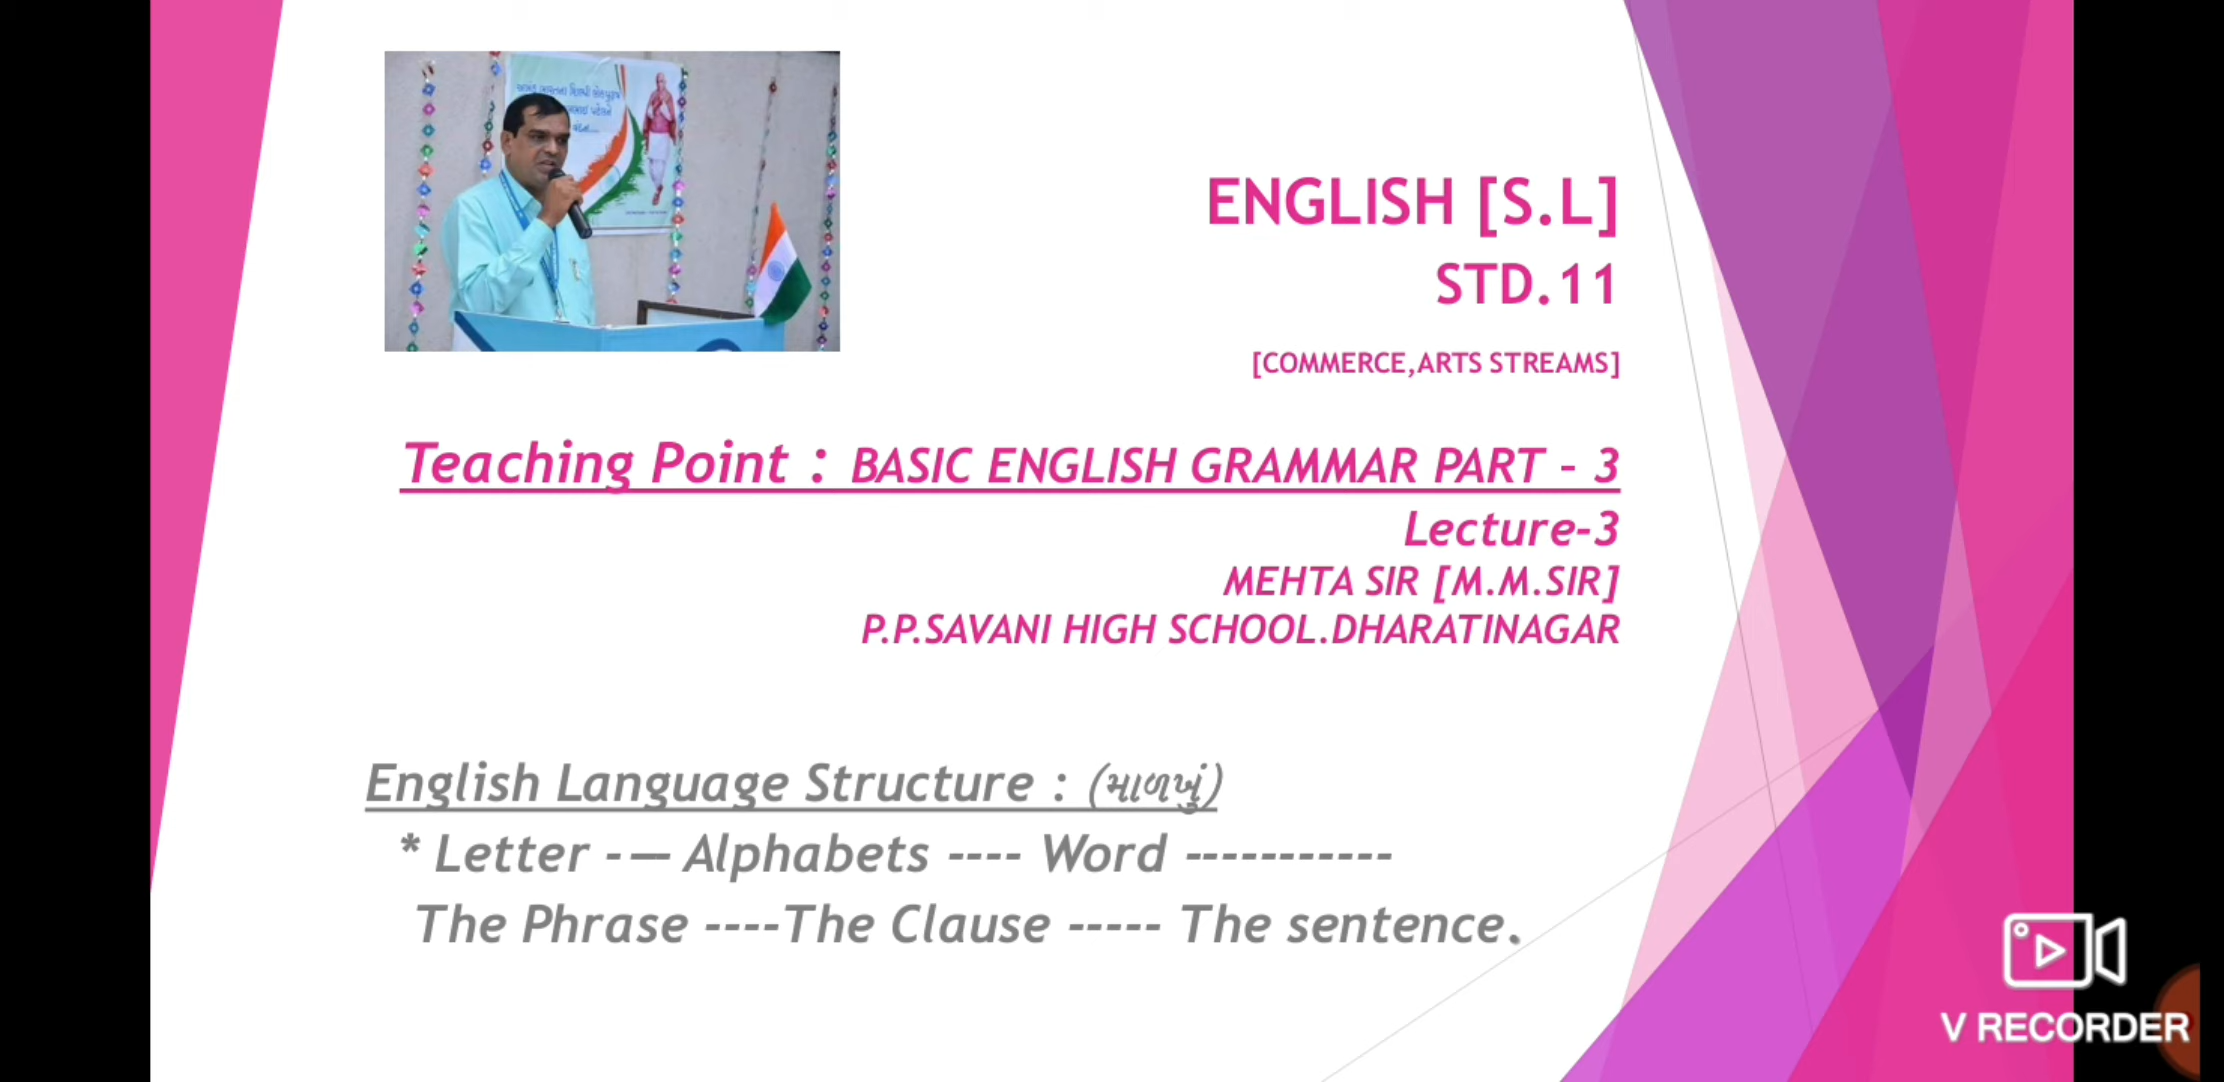 ENGLISH [S.L]
STD.11
[COMMERCE,ARTS STREAMS]
Teaching Point : BASIC ENGLISH GRAMMAR PART - 3
Lecture-3
MEHTA SIR [M.M.SIR]
P.P.SAVANI HIGH SCHOOL.DHARATINAGAR
English Language Structure : (માળખું)
* Letter -— Alphabets ---- Word -----------
The Phrase ----The Clause ----- The sentence.
V RECORDER